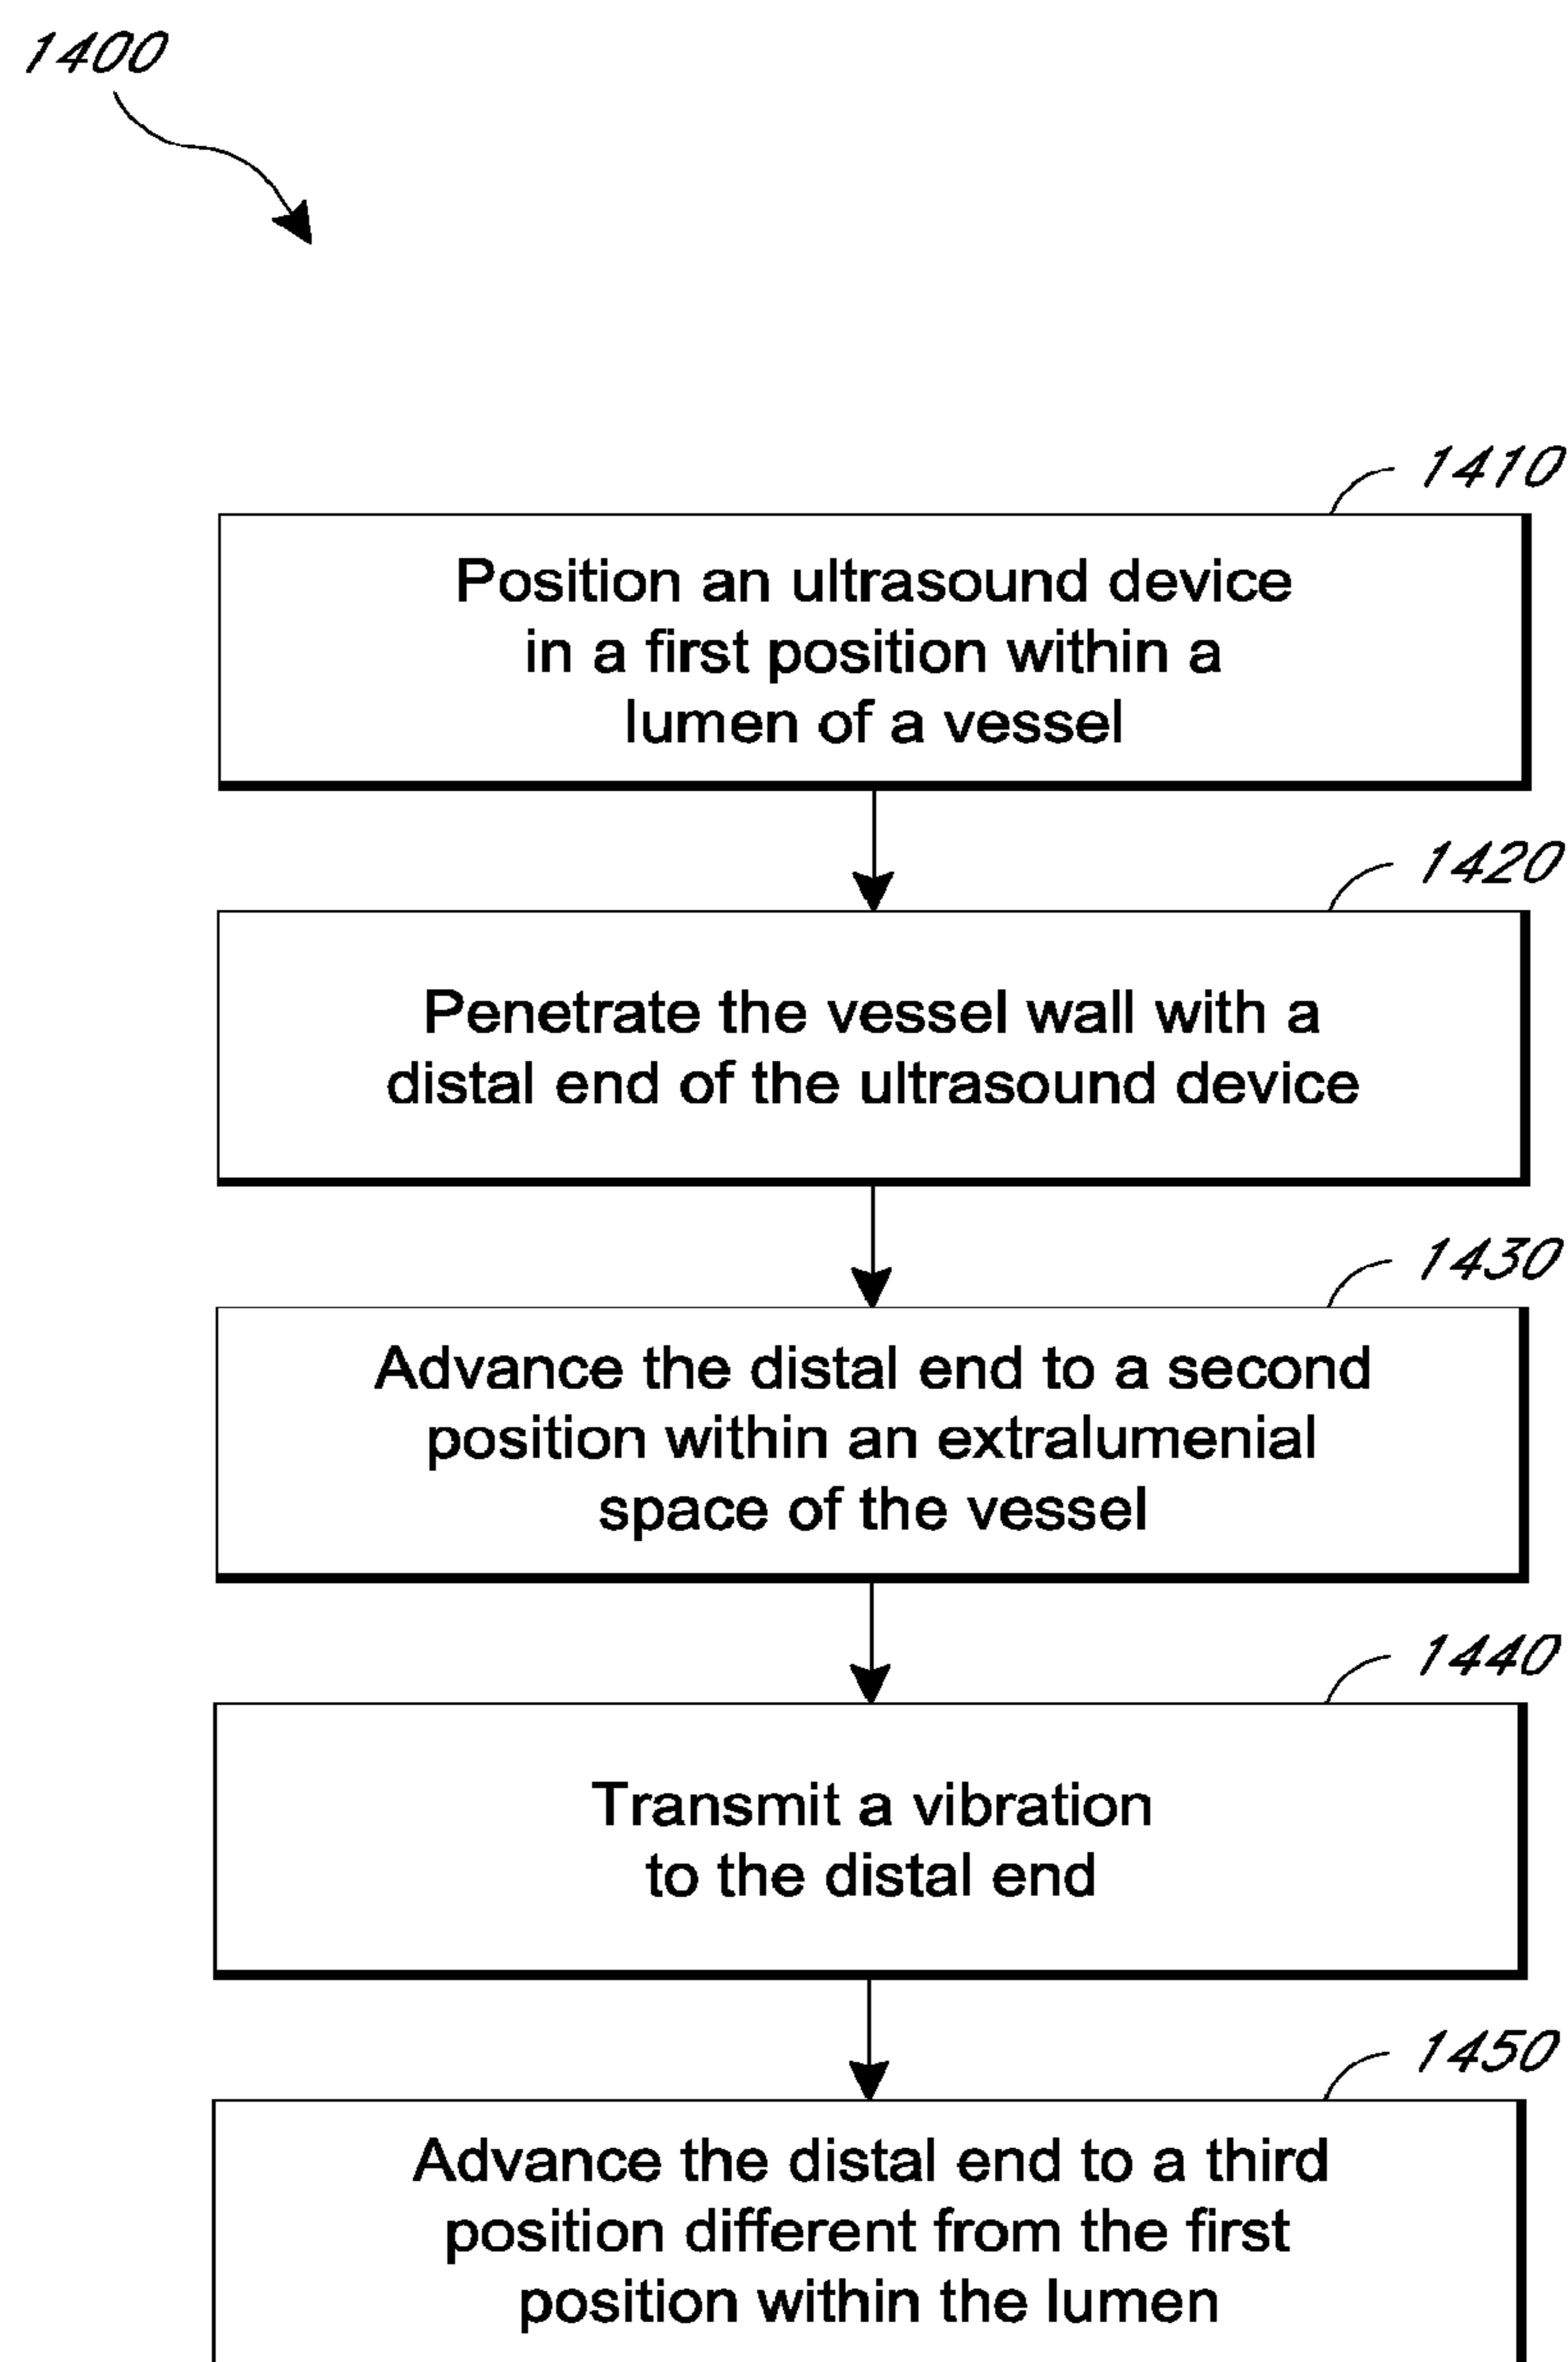 1400
1410
Position an ultrasound device
in a first position within a
lumen of a vessel
1420
Penetrate the vessel wall with a
distal end of the ultrasound device
1430
Advance the distal end to a second
position within an extralumenial
space of the vessel
1440
Transmit a vibration
to the distal end
1450
Advance the distal end to a third
position different from the first
position within the lumen